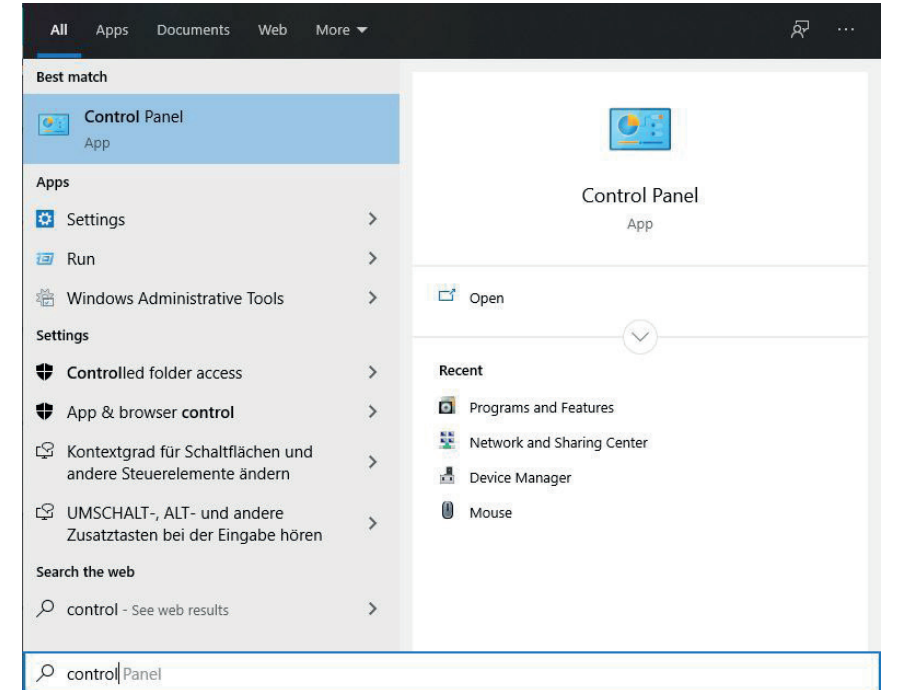 All Apps Documents Web More
Best match
Control Panel
App
Apps
Settings
Run
Windows Administrative Tools
Settings
Controlled folder access
App & browser control
Kontextgrad für Schaltflächen und
andere Steuerelemente ändern
UMSCHALT-, ALT- und andere
Zusatztasten bei der Eingabe hören
Search the web
control - See web results
control Panel
Control Panel
App
Open
Recent
Programs and Features
Network and Sharing Center
Device Manager
Mouse